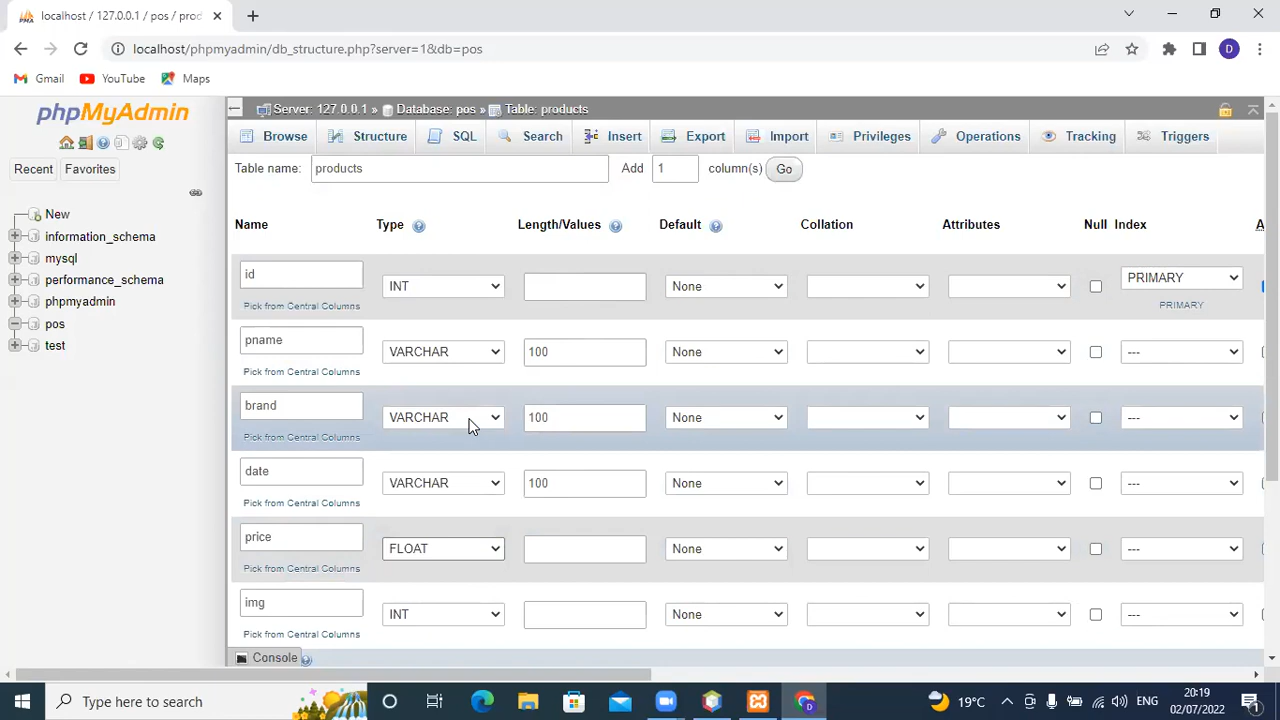 localhost / 127.0.0.1 / pos / prod
localhost/phpmyadmin/db_structure.php?server=1&db=pos
D
Gmail
YouTube
Maps
phpMyAdmin
Recent
Favorites
New
information_schema
mysql
performance_schema
phpmyadmin
pos
test
Server: 127.0.0.1 » Database: pos » Table: products
Browse
Structure
SQL
Search
Insert
Export
Import
Privileges
Operations
Tracking
Triggers
Table name: products Add 1 column(s) Go
Name Type Length/Values Default Collation Attributes Null Index A
id INT None PRIMARY
Pick from Central Columns PRIMARY
pname VARCHAR 100 None ---
Pick from Central Columns
brand VARCHAR 100 None ---
Pick from Central Columns
date VARCHAR 100 None ---
Pick from Central Columns
price FLOAT None ---
Pick from Central Columns
img INT None ---
Pick from Central Columns
Console
Type here to search
19°C
ENG
20:19
02/07/2022
1